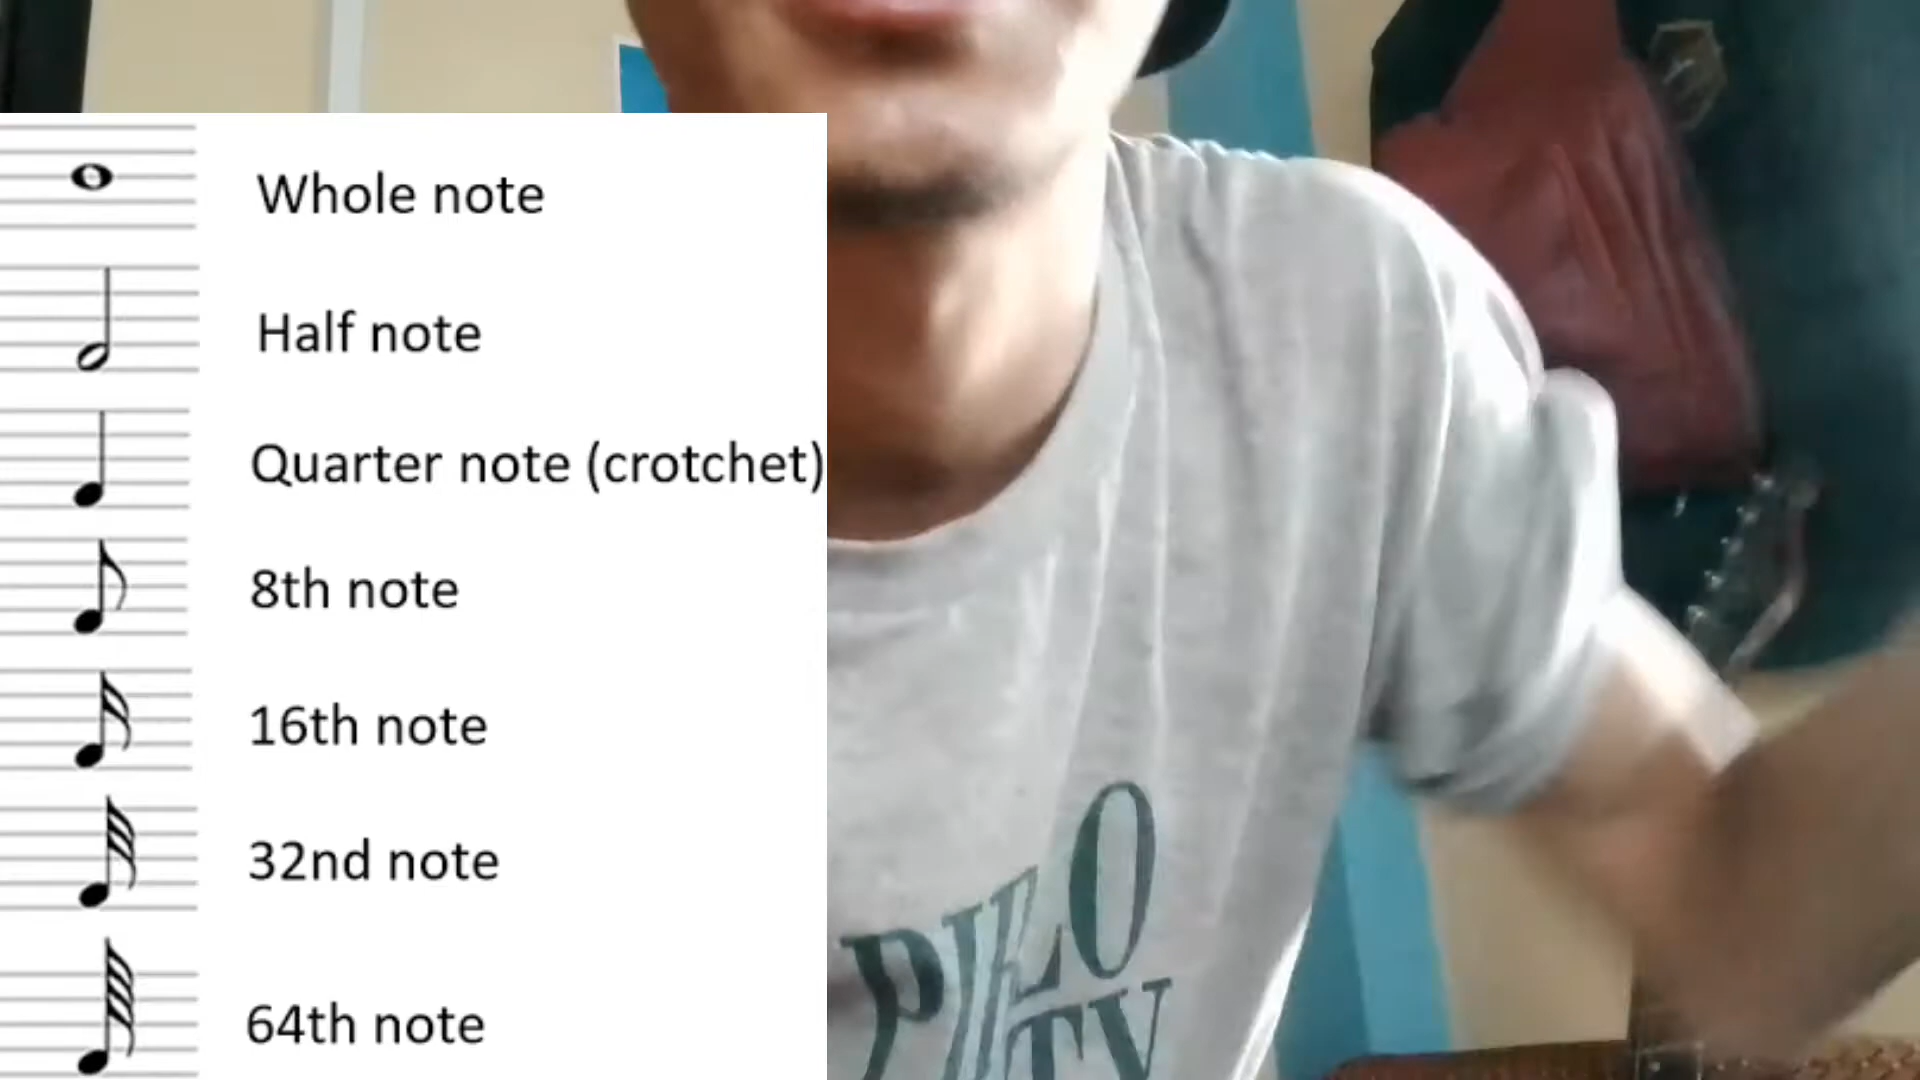 Whole note
Half note
Quarter note (crotchet)
8th note
16th note
32nd note
64th note